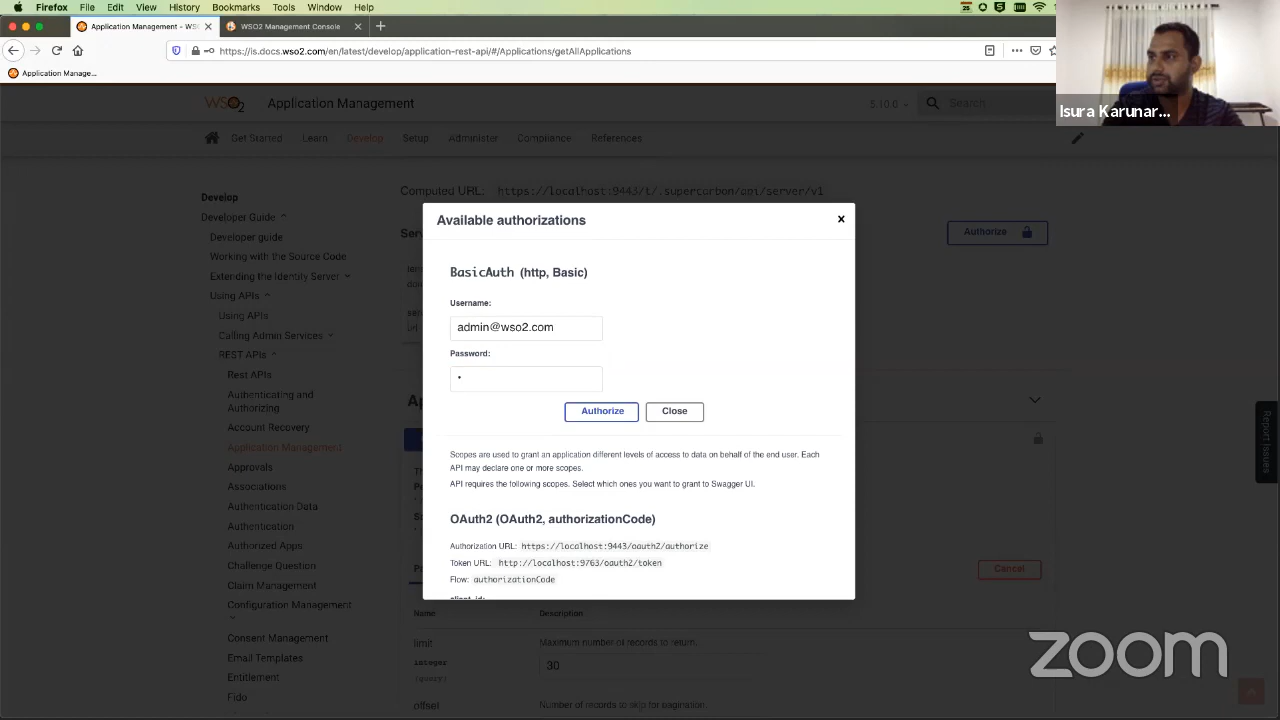 Firefox File Edit View History Bookmarks Tools Window Help
Application Management - WSO
WSO2 Management Console
https://is.docs.wso2.com/en/latest/develop/application-rest-api/#/Applications/getAllApplications
Application Manage...
WSO2 Application Management
5.10.0
Search
Isura Karunar...
Get Started Learn Develop Setup Administer Compliance References
Computed URL: https://localhost:9443/t/.supercarbon/api/server/v1
Develop
Developer Guide
Developer guide
Working with the Source Code
Extending the Identity Server
Using APIs
Using APIs
Calling Admin Services
REST APIs
Rest APIs
Authenticating and
Authorizing
Account Recovery
Application Management
Approvals
Associations
Authentication Data
Authentication
Authorized Apps
Challenge Question
Claim Management
Configuration Management
Consent Management
Email Templates
Entitlement
Fido
Authorize
Available authorizations
BasicAuth (http, Basic)
Username:
admin@wso2.com
Password:
•
Authorize Close
Scopes are used to grant an application different levels of access to data on behalf of the end user. Each
API may declare one or more scopes.
API requires the following scopes. Select which ones you want to grant to Swagger UI.
OAuth2 (OAuth2, authorizationCode)
Authorization URL: https://localhost:9443/oauth2/authorize
Token URL: http://localhost:9763/oauth2/token
Flow: authorizationCode
client_id:
Cancel
Name Description
limit
integer
(query)
Maximum number of records to return.
30
offset
Number of records to skip for pagination.
Report Issues
zoom